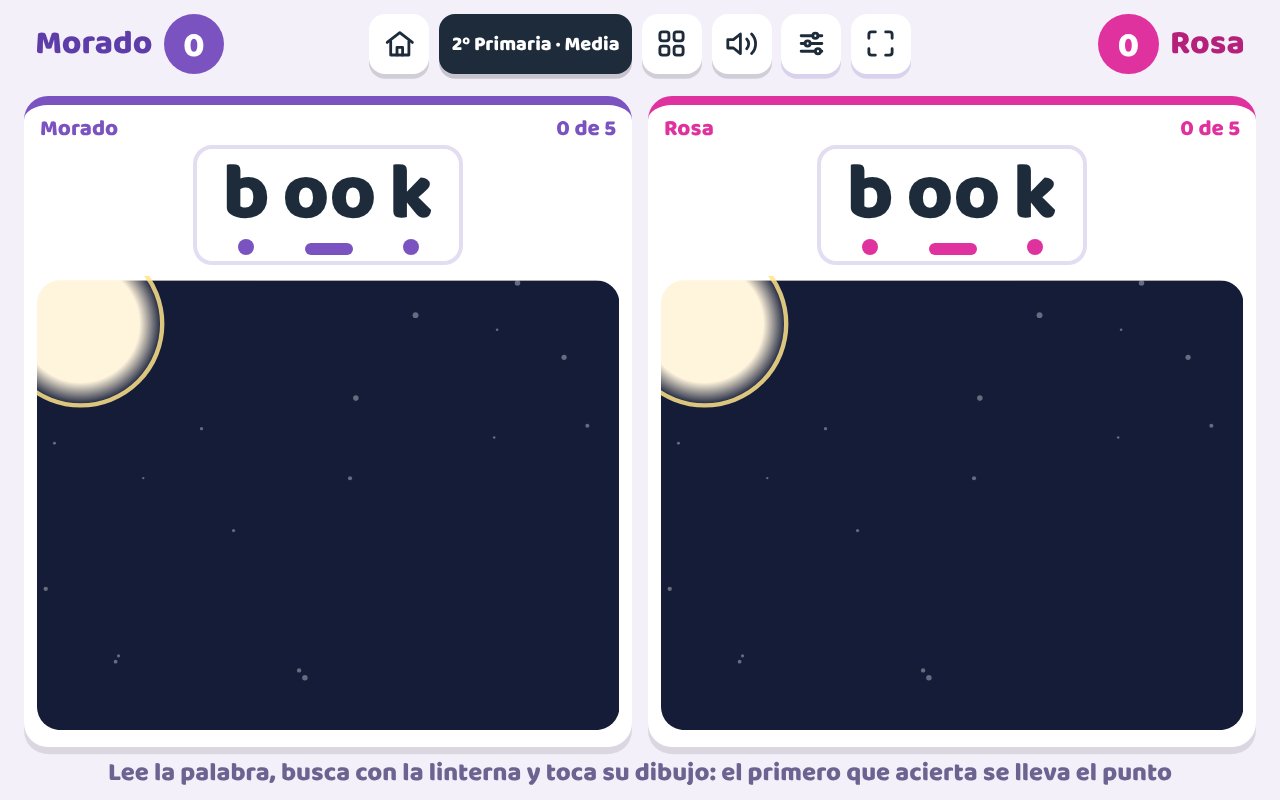 Morado 0
2º Primaria · Media
0 Rosa
Morado 0 de 5
b oo k
Rosa 0 de 5
b oo k
Lee la palabra, busca con la linterna y toca su dibujo: el primero que acierta se lleva el punto